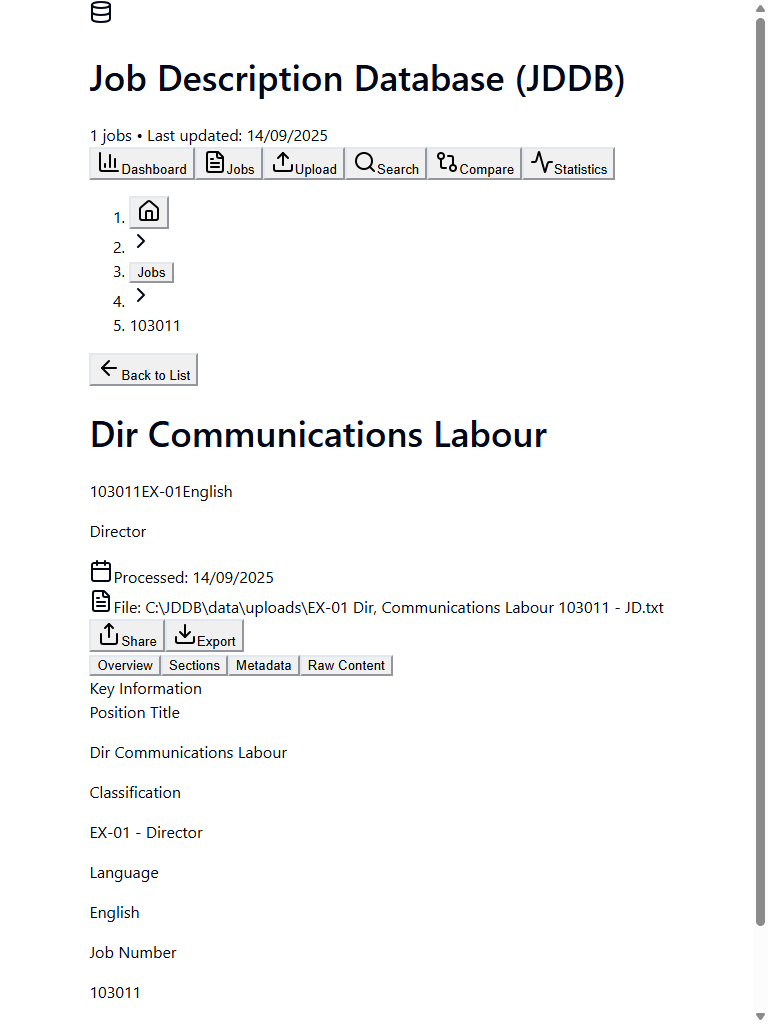 Job Description Database (JDDB)
1 jobs • Last updated: 14/09/2025
Dashboard Jobs Upload Search Compare Statistics
1.
2.
3. Jobs
4.
5. 103011
Back to List
Dir Communications Labour
103011EX-01English
Director
Processed: 14/09/2025
File: C:\JDDB\data\uploads\EX-01 Dir, Communications Labour 103011 - JD.txt
Share Export
Overview Sections Metadata Raw Content
Key Information
Position Title
Dir Communications Labour
Classification
EX-01 - Director
Language
English
Job Number
103011